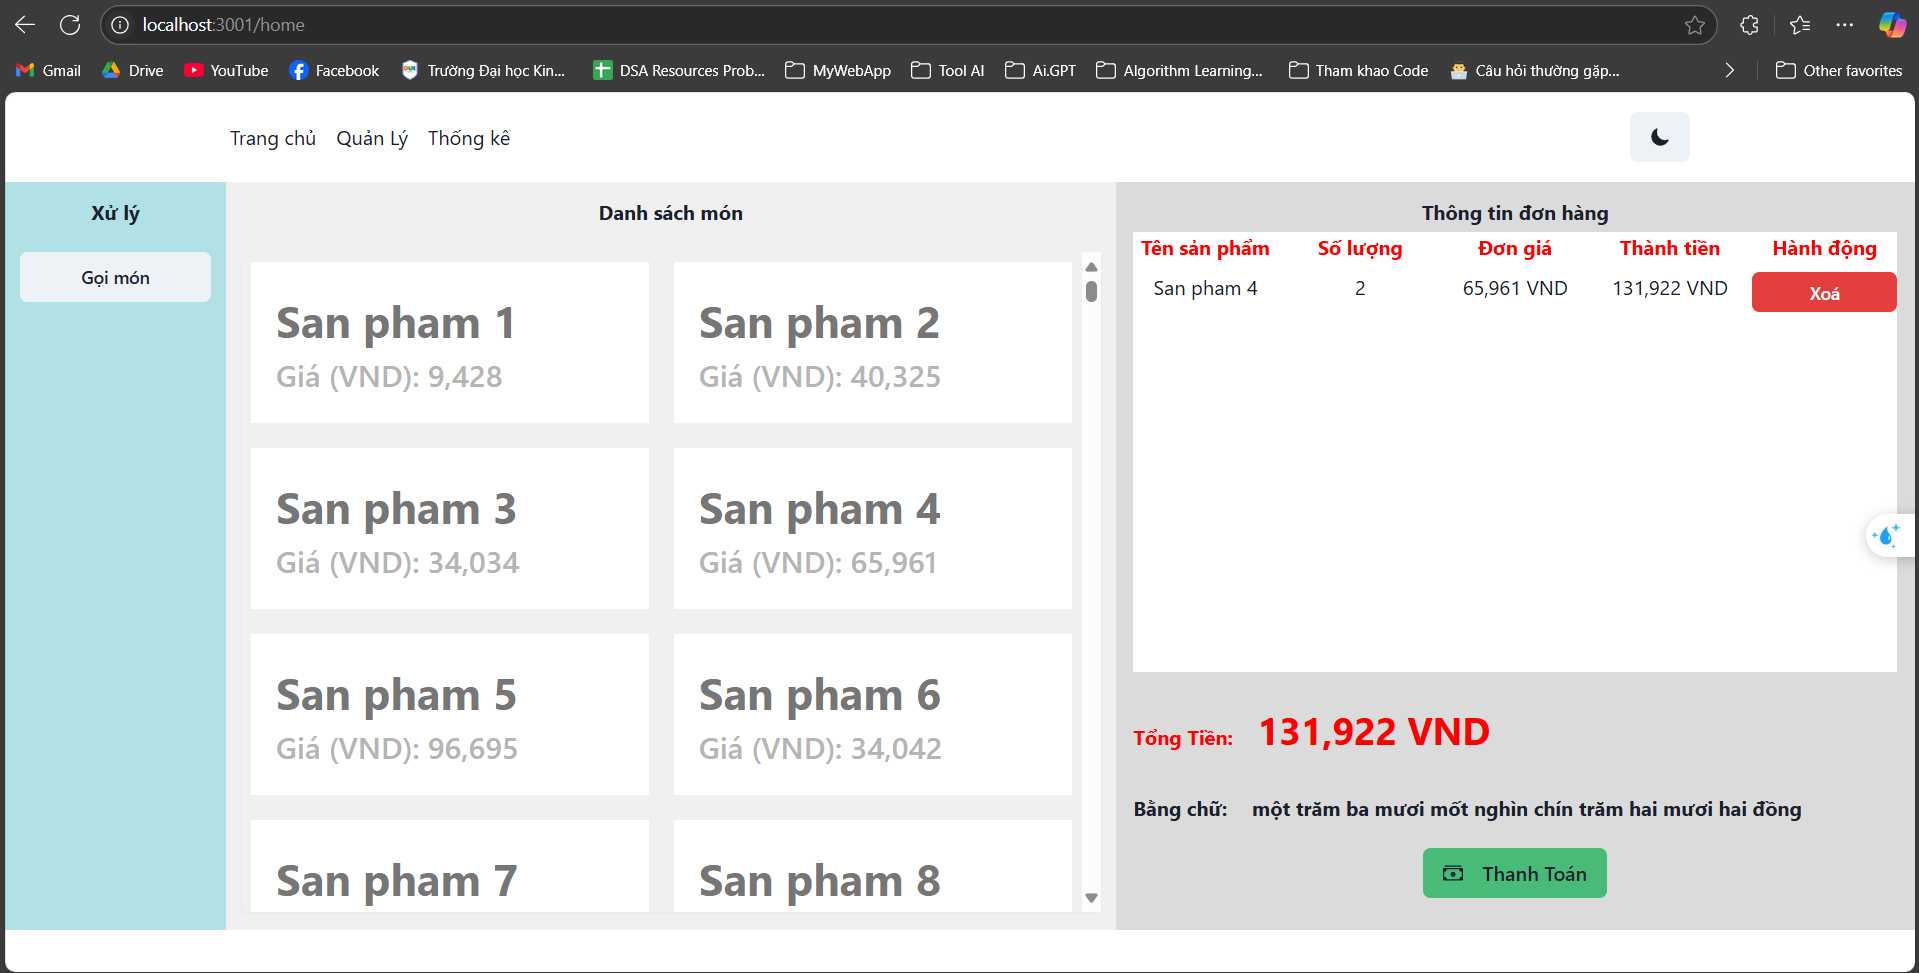 localhost:3001/home
Gmail Drive YouTube Facebook Trường Đại học Kin... DSA Resources Prob... MyWebApp Tool AI Ai.GPT Algorithm Learning... Tham khao Code Câu hỏi thường gặp... Other favorites
Trang chủ Quản Lý Thống kê
Xử lý
Gọi món
Danh sách món
San pham 1
Giá (VND): 9,428
San pham 2
Giá (VND): 40,325
San pham 3
Giá (VND): 34,034
San pham 4
Giá (VND): 65,961
San pham 5
Giá (VND): 96,695
San pham 6
Giá (VND): 34,042
San pham 7
San pham 8
Thông tin đơn hàng
Tên sản phẩm Số lượng Đơn giá Thành tiền Hành động
San pham 4 2 65,961 VND 131,922 VND Xoá
Tổng Tiền: 131,922 VND
Bằng chữ: một trăm ba mươi mốt nghìn chín trăm hai mươi hai đồng
Thanh Toán